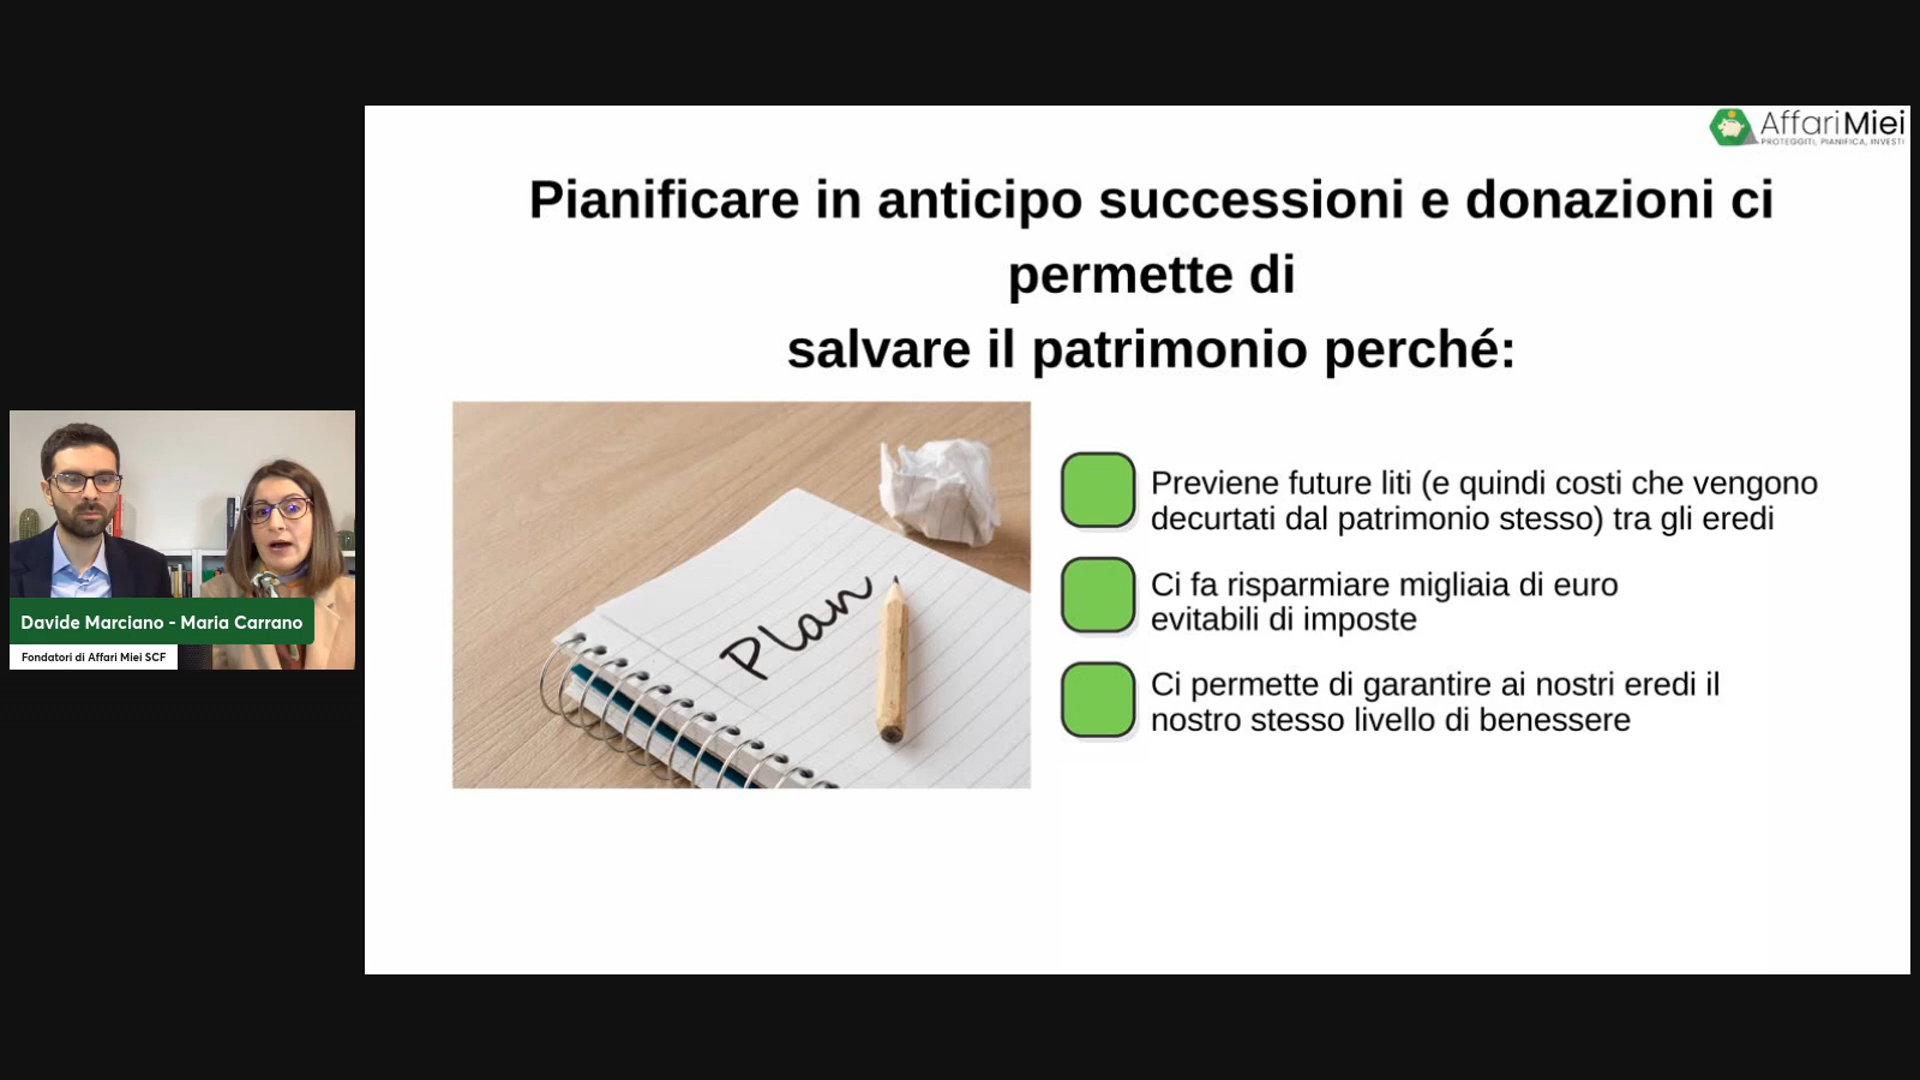 AffariMiei
PROTEGGITI, PIANIFICA, INVESTI
Pianificare in anticipo successioni e donazioni ci
permette di
salvare il patrimonio perché:
Plan
Previene future liti (e quindi costi che vengono
decurtati dal patrimonio stesso) tra gli eredi
Ci fa risparmiare migliaia di euro
evitabili di imposte
Ci permette di garantire ai nostri eredi il
nostro stesso livello di benessere
Davide Marciano - Maria Carrano
Fondatori di Affari Miei SCF